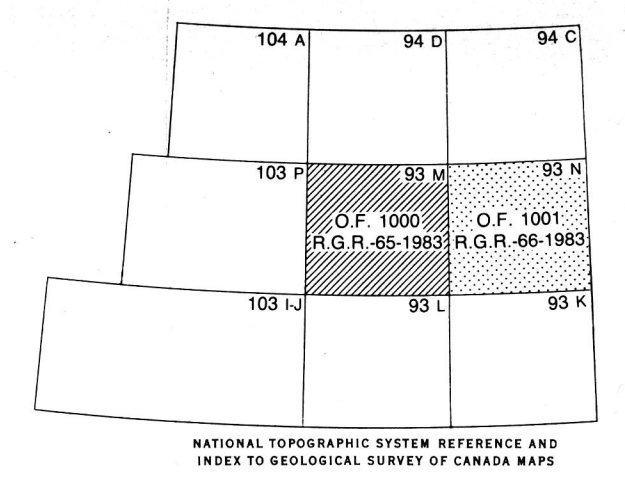 104 A
94 D
94 C
103 P
93 M
93 N
O.F. 1000
R.G.R.-65-1983
O.F. 1001
R.G.R.-66-1983
103 I-J
93 L
93 K
NATIONAL TOPOGRAPHIC SYSTEM REFERENCE AND
INDEX TO GEOLOGICAL SURVEY OF CANADA MAPS